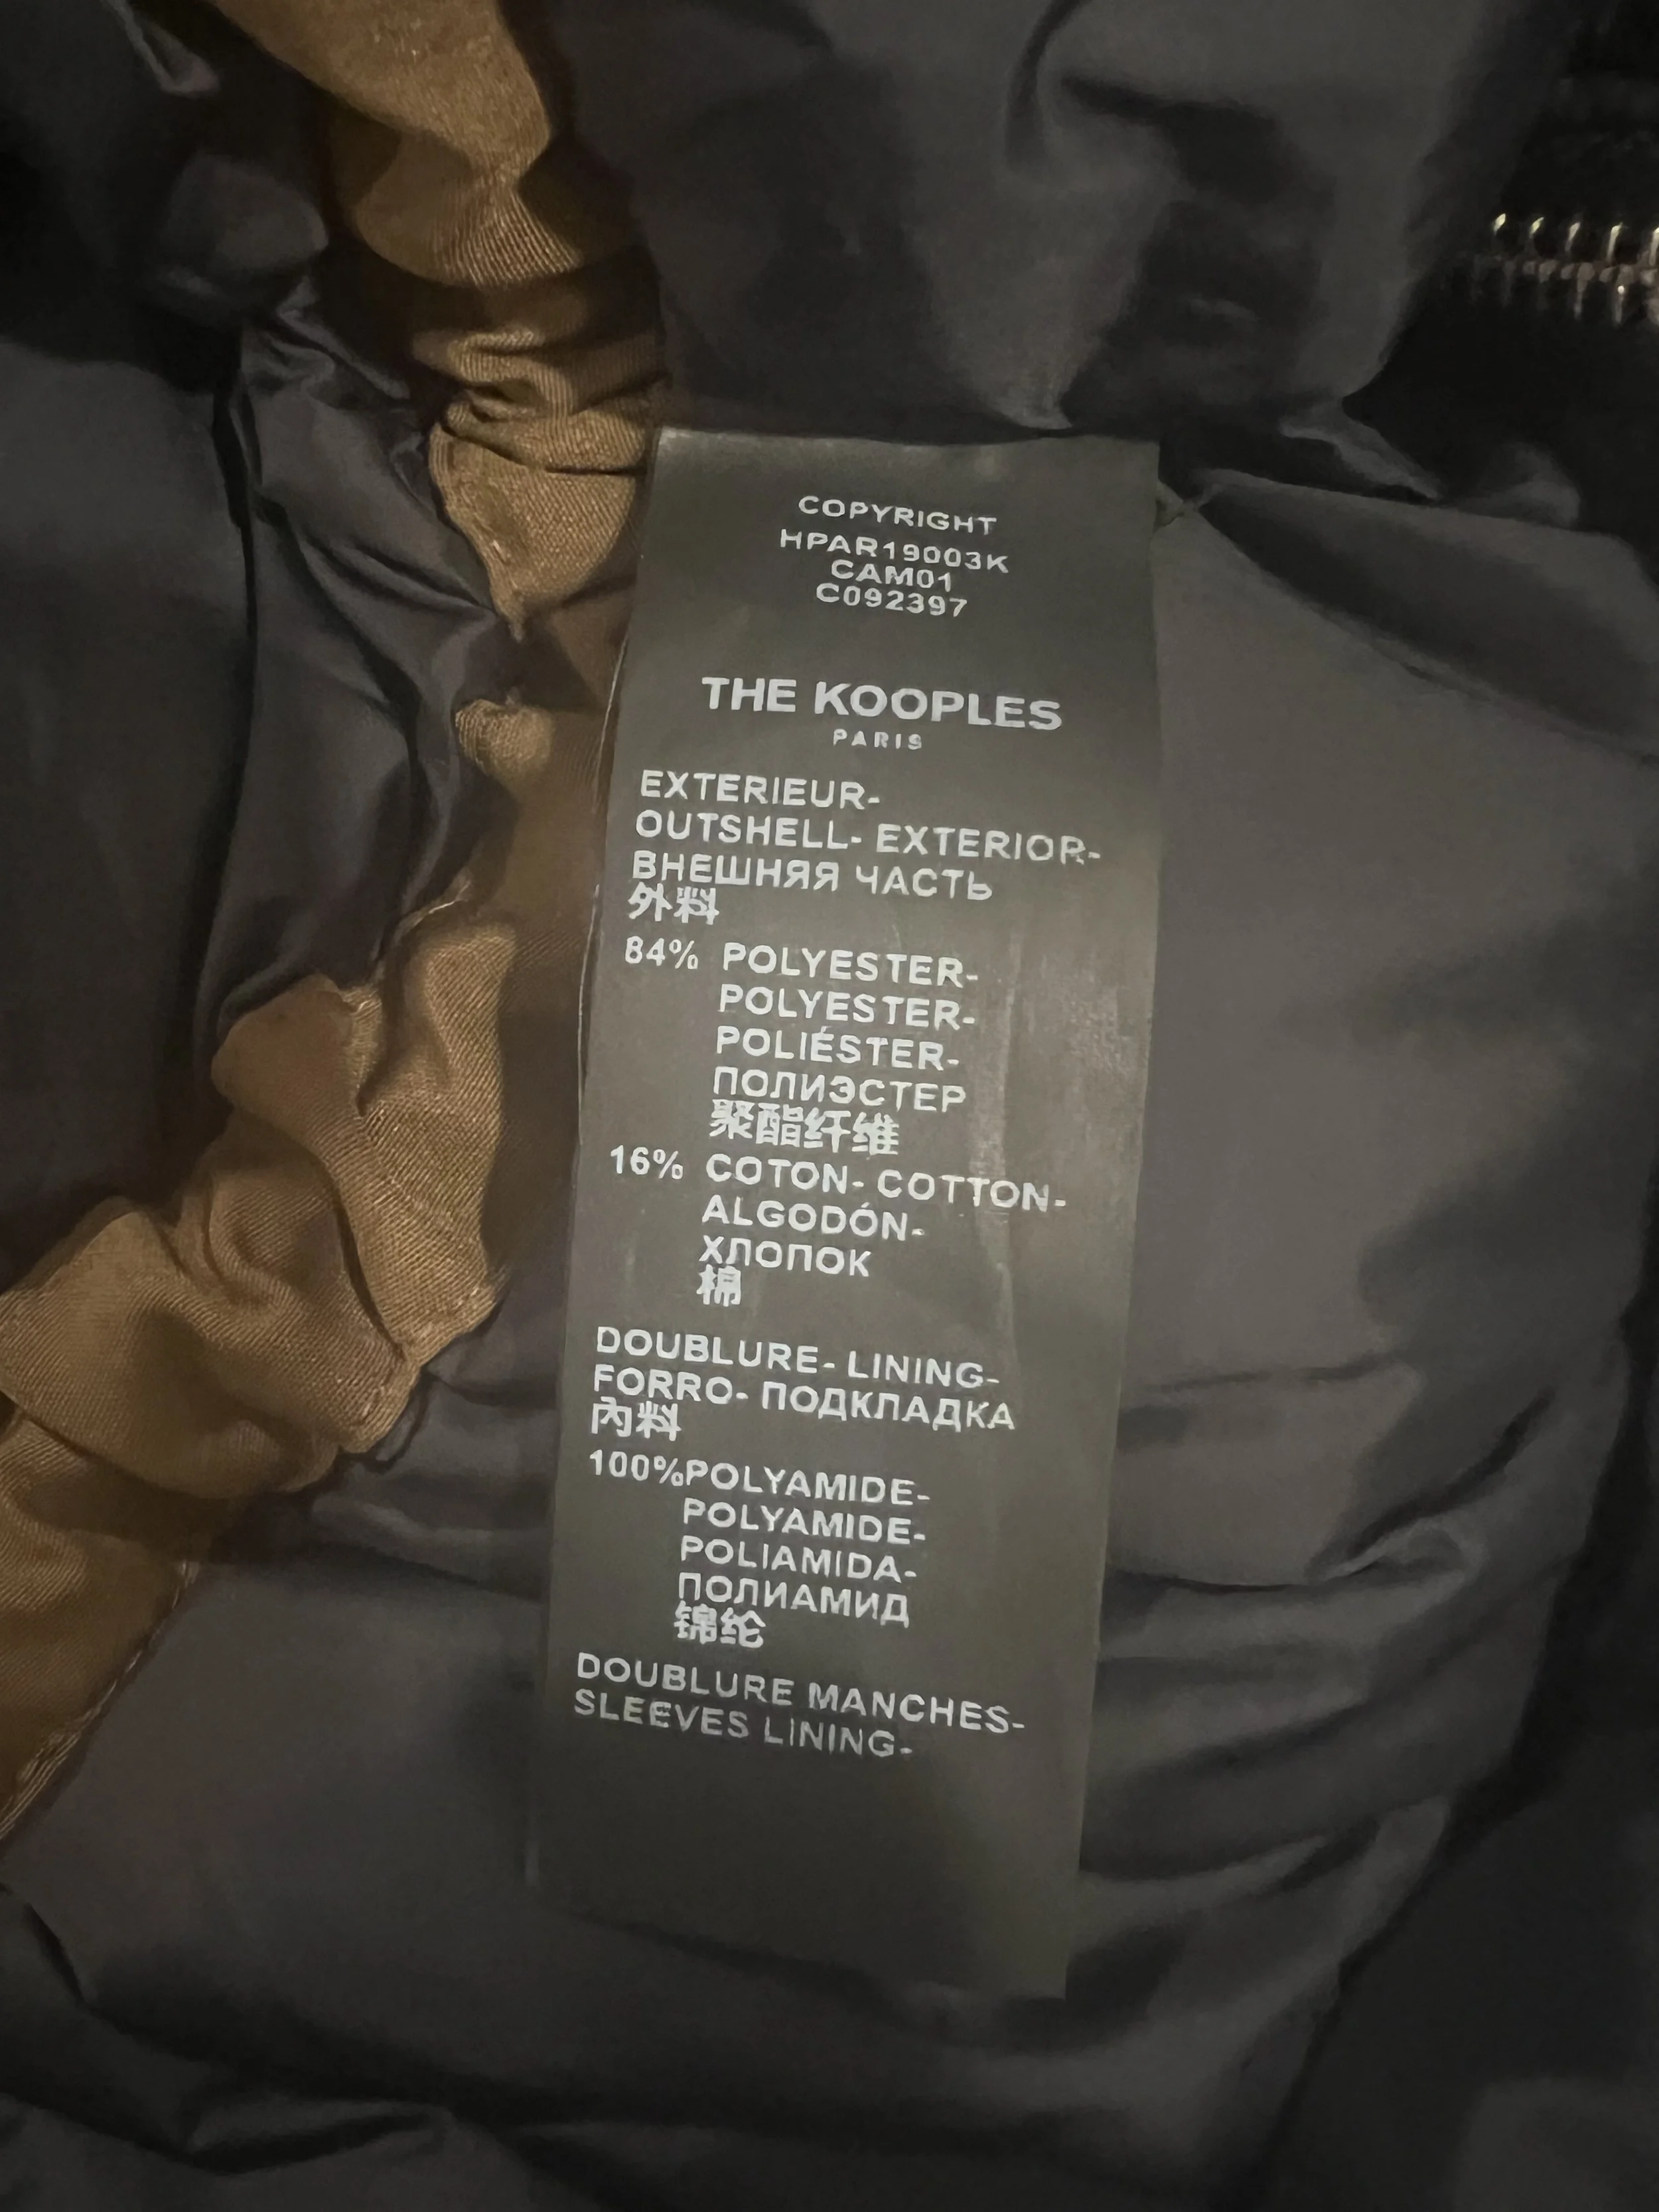 COPYRIGHT
HPAR19003K
CAM01
C092397
THE KOOPLES
PARIS
EXTERIEUR-
OUTSHELL- EXTERIOR-
ВНЕШНЯЯ ЧАСТЬ
外料
84% POLYESTER-
POLYESTER-
POLIÉSTER-
ПОЛИЭСТЕР
聚酯纤维
16% COTON- COTTON-
ALGODÓN-
ХЛОПОК
棉
DOUBLURE- LINING-
FORRO- ПОДКЛАДКА
内料
100%POLYAMIDE-
POLYAMIDE-
POLIAMIDA-
ПОЛИАМИД
锦纶
DOUBLURE MANCHES-
SLEEVES LINING-